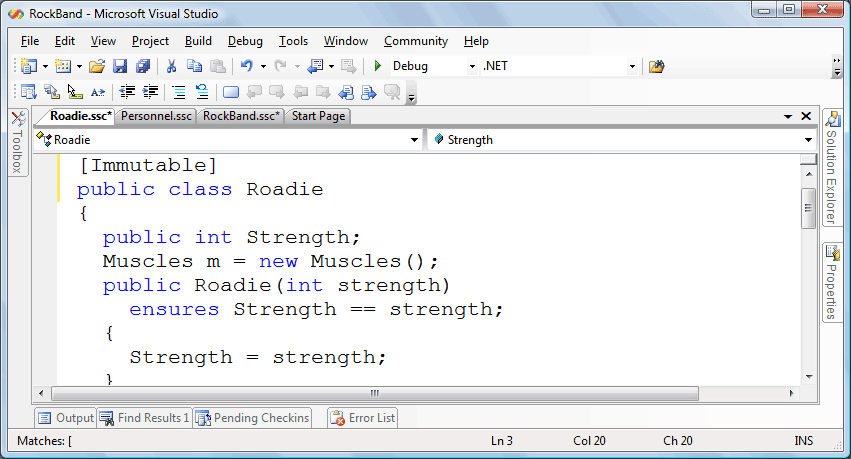 RockBand - Microsoft Visual Studio
File Edit View Project Build Debug Tools Window Community Help
Debug .NET
A
Roadie.ssc* Personnel.ssc RockBand.ssc* Start Page
Roadie Strength
Toolbox
Solution Explorer
Properties
[Immutable]
public class Roadie
{
public int Strength;
Muscles m = new Muscles();
public Roadie(int strength)
ensures Strength == strength;
{
Strength = strength;
}
Output Find Results 1 Pending Checkins Error List
Matches: [ Ln 3 Col 20 Ch 20 INS